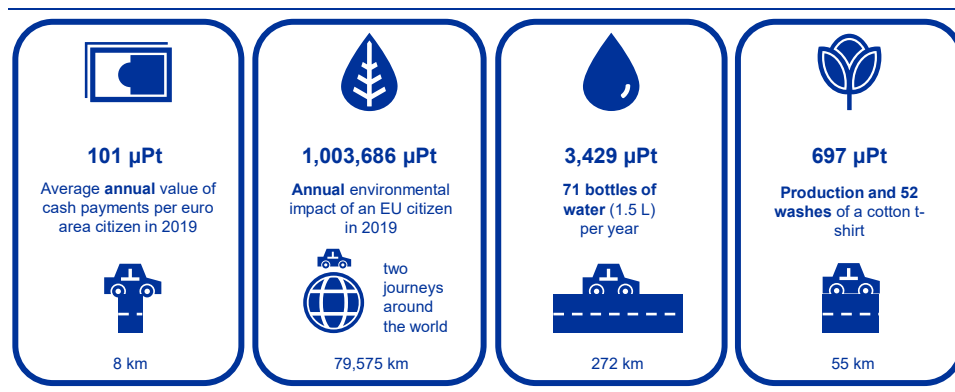 101 µPt
Average annual value of
cash payments per euro
area citizen in 2019
8 km
1,003,686 µPt
Annual environmental
impact of an EU citizen
in 2019
two
journeys
around
the world
79,575 km
3,429 µPt
71 bottles of
water (1.5 L)
per year
272 km
697 µPt
Production and 52
washes of a cotton t-
shirt
55 km